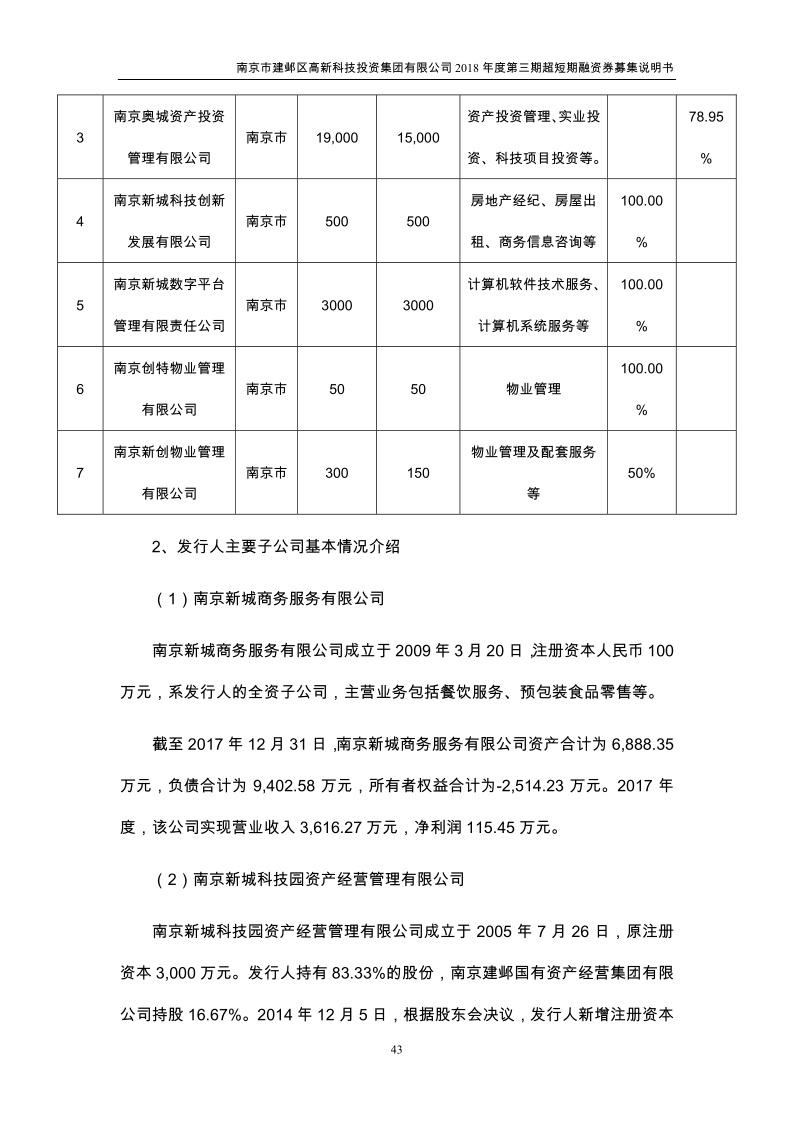 南京市建邺区高新科技投资集团有限公司 2018 年度第三期超短期融资券募集说明书
3 南京奥城资产投资管理有限公司 南京市 19,000 15,000 资产投资管理、实业投资、科技项目投资等。 78.95%
4 南京新城科技创新发展有限公司 南京市 500 500 房地产经纪、房屋出租、商务信息咨询等 100.00%
5 南京新城数字平台管理有限责任公司 南京市 3000 3000 计算机软件技术服务、计算机系统服务等 100.00%
6 南京创特物业管理有限公司 南京市 50 50 物业管理 100.00%
7 南京新创物业管理有限公司 南京市 300 150 物业管理及配套服务等 50%
2、发行人主要子公司基本情况介绍
（1）南京新城商务服务有限公司
南京新城商务服务有限公司成立于 2009 年 3 月 20 日，注册资本人民币 100
万元，系发行人的全资子公司，主营业务包括餐饮服务、预包装食品零售等。
截至 2017 年 12 月 31 日，南京新城商务服务有限公司资产合计为 6,888.35
万元，负债合计为 9,402.58 万元，所有者权益合计为-2,514.23 万元。2017 年
度，该公司实现营业收入 3,616.27 万元，净利润 115.45 万元。
（2）南京新城科技园资产经营管理有限公司
南京新城科技园资产经营管理有限公司成立于 2005 年 7 月 26 日，原注册
资本 3,000 万元。发行人持有 83.33%的股份，南京建邺国有资产经营集团有限
公司持股 16.67%。2014 年 12 月 5 日，根据股东会决议，发行人新增注册资本
43